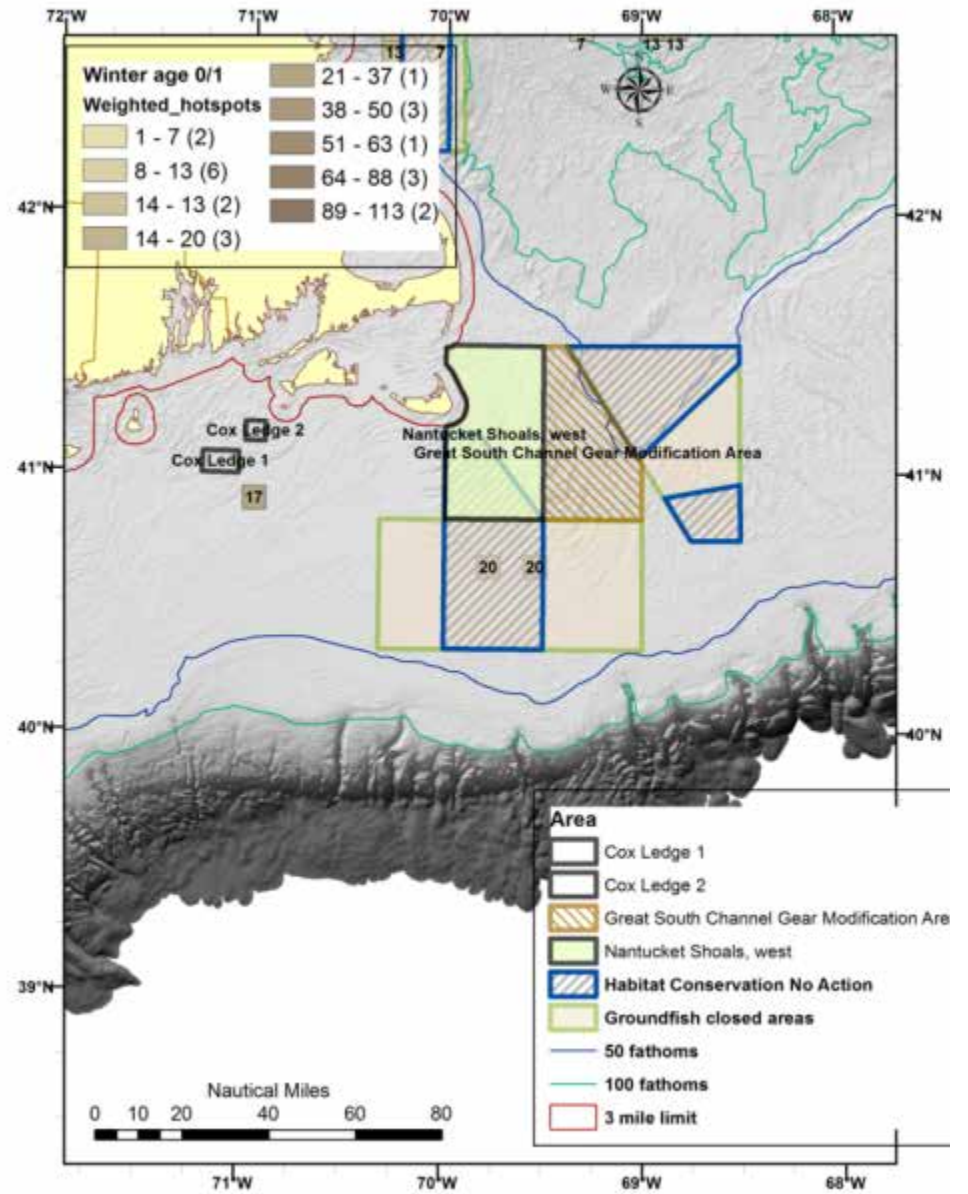 72°W 71°W 70°W 69°W 68°W
13 7 7 13 13
Winter age 0/1
Weighted_hotspots
1 - 7 (2)
8 - 13 (6)
14 - 13 (2)
14 - 20 (3)
21 - 37 (1)
38 - 50 (3)
51 - 63 (1)
64 - 88 (3)
89 - 113 (2)
N
W E
S
42°N 42°N
Cox Ledge 2
Nantucket Shoals, west
Great South Channel Gear Modification Area
Cox Ledge 1
41°N 41°N
17
20 20
40°N 40°N
Area
Cox Ledge 1
Cox Ledge 2
Great South Channel Gear Modification Are
Nantucket Shoals, west
Habitat Conservation No Action
Groundfish closed areas
50 fathoms
100 fathoms
3 mile limit
39°N
Nautical Miles
0 10 20 40 60 80
71°W 70°W 69°W 68°W